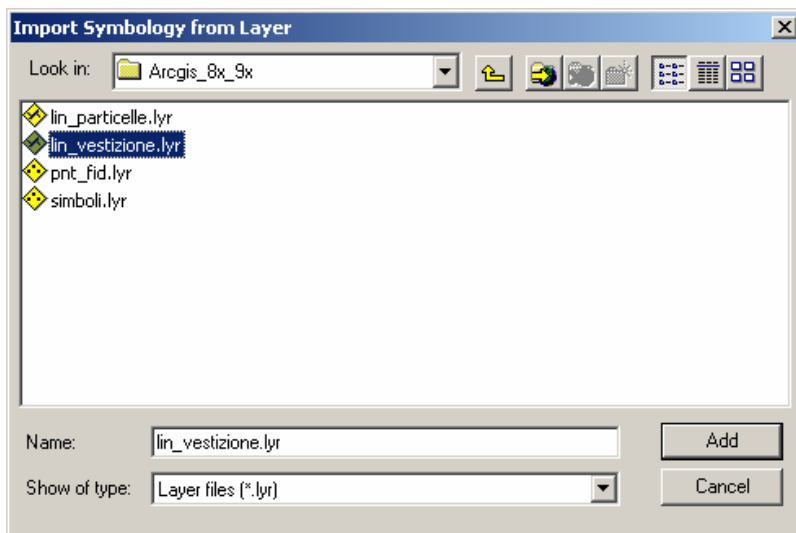 Import Symbology from Layer
Look in: Arcgis_8x_9x
lin_particelle.lyr
lin_vestizione.lyr
pnt_fid.lyr
simboli.lyr
Name: lin_vestizione.lyr Add
Show of type: Layer files (*.lyr) Cancel